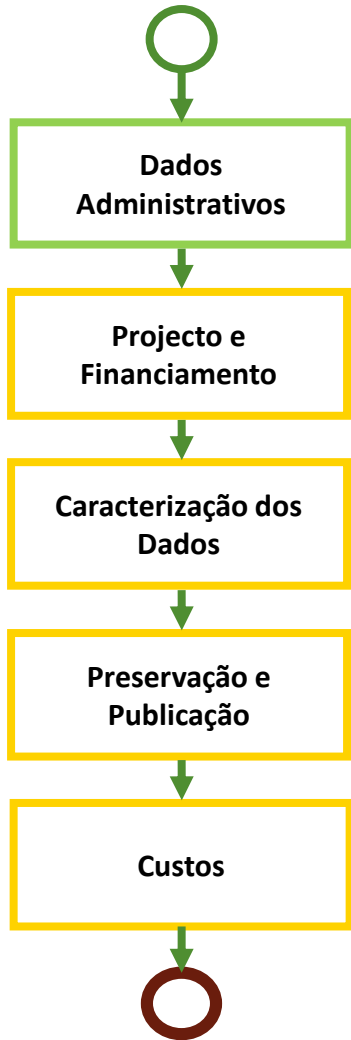 Dados
Administrativos
Projecto e
Financiamento
Caracterização dos
Dados
Preservação e
Publicação
Custos